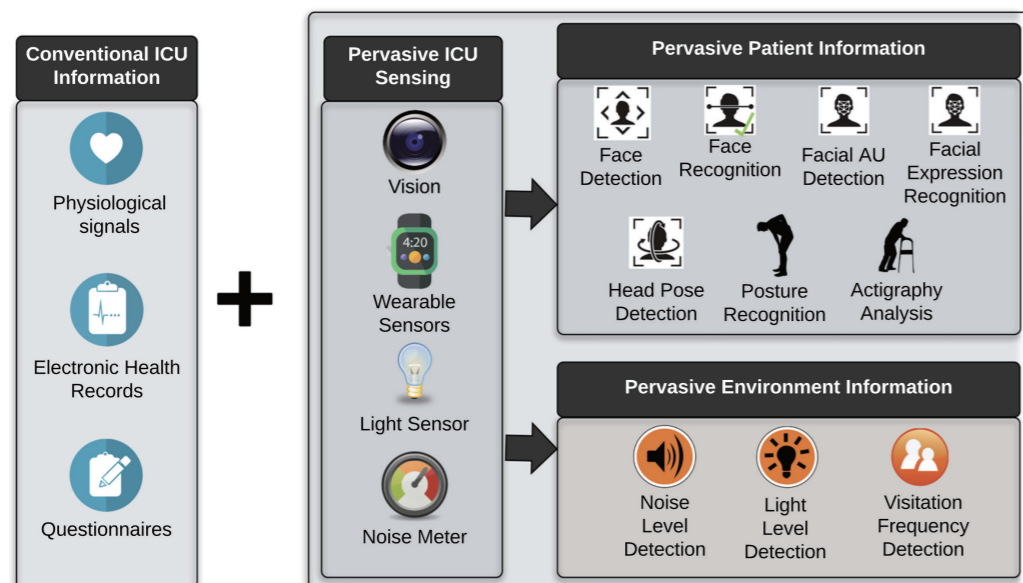 Conventional ICU
Information
Physiological
signals
Electronic Health
Records
Questionnaires
Pervasive ICU
Sensing
Vision
4:20
Wearable
Sensors
Light Sensor
Noise Meter
Pervasive Patient Information
Face
Detection
Face
Recognition
Facial AU
Detection
Facial
Expression
Recognition
Head Pose
Detection
Posture
Recognition
Actigraphy
Analysis
Pervasive Environment Information
Noise
Level
Detection
Light
Level
Detection
Visitation
Frequency
Detection